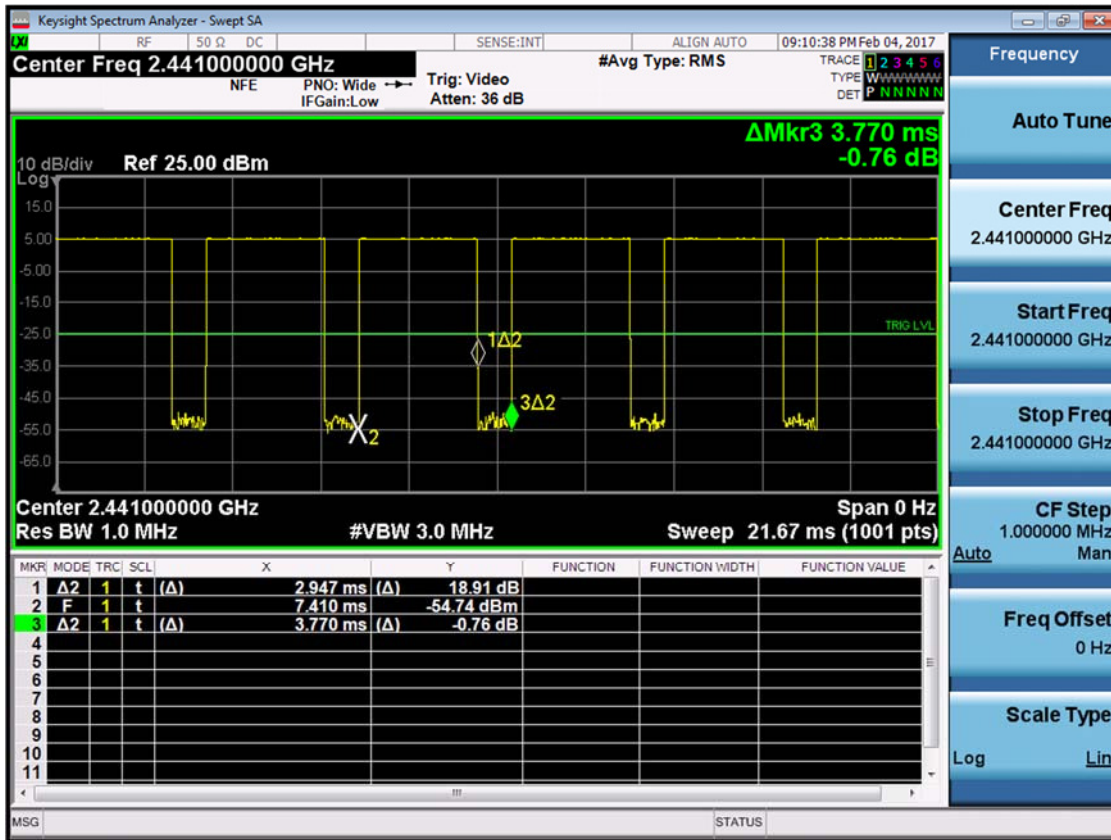 Keysight Spectrum Analyzer - Swept SA
LXI RF 50 Ω DC SENSE:INT ALIGN AUTO 09:10:38 PM Feb 04, 2017
Center Freq 2.441000000 GHz
NFE
PNO: Wide
IFGain:Low
Trig: Video
Atten: 36 dB
#Avg Type: RMS
TRACE 1 2 3 4 5 6
TYPE WWWWWW
DET P N N N N N
ΔMkr3 3.770 ms
-0.76 dB
10 dB/div Ref 25.00 dBm
Log
15.0
5.00
-5.00
-15.0
-25.0
TRIG LVL
1Δ2
-35.0
-45.0
3Δ2
-55.0
X2
-65.0
Center 2.441000000 GHz Span 0 Hz
Res BW 1.0 MHz #VBW 3.0 MHz Sweep 21.67 ms (1001 pts)
MKR MODE TRC SCL X Y FUNCTION FUNCTION WIDTH FUNCTION VALUE
1 Δ2 1 t (Δ) 2.947 ms (Δ) 18.91 dB
2 F 1 t 7.410 ms -54.74 dBm
3 Δ2 1 t (Δ) 3.770 ms (Δ) -0.76 dB
4
5
6
7
8
9
10
11
MSG STATUS
Frequency
Auto Tune
Center Freq
2.441000000 GHz
Start Freq
2.441000000 GHz
Stop Freq
2.441000000 GHz
CF Step
1.000000 MHz
Auto Man
Freq Offset
0 Hz
Scale Type
Log Lin